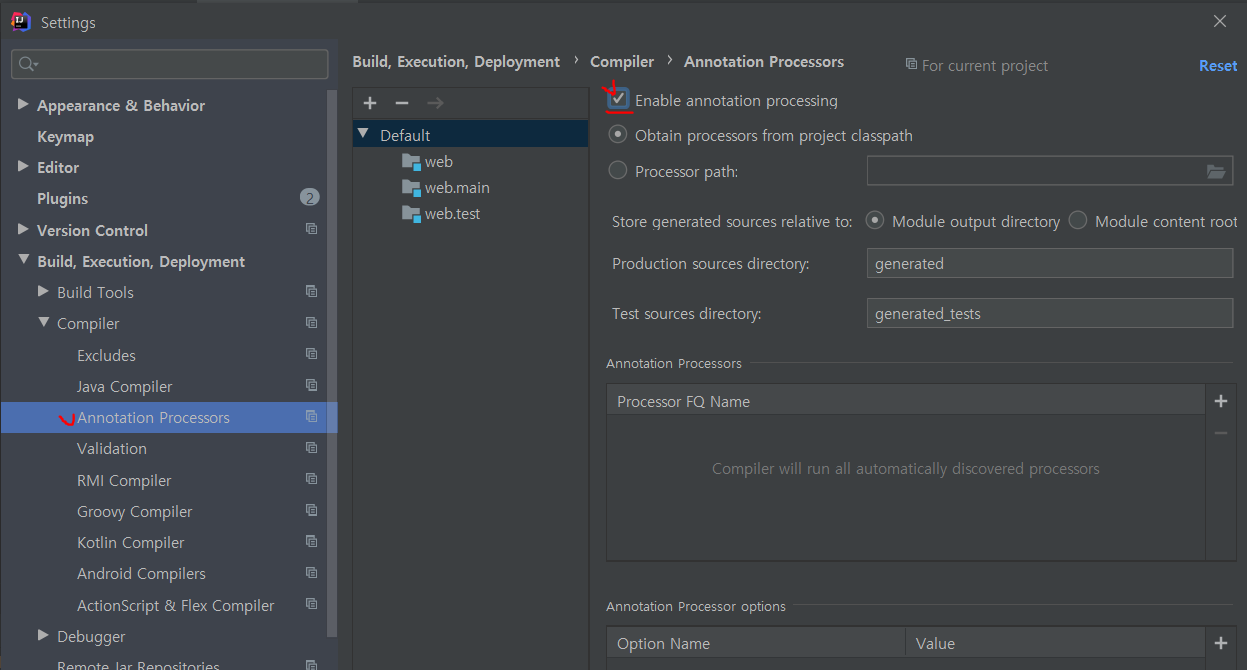 Settings
Build, Execution, Deployment › Compiler › Annotation Processors
For current project
Reset
Appearance & Behavior
Keymap
Editor
Plugins 2
Version Control
Build, Execution, Deployment
Build Tools
Compiler
Excludes
Java Compiler
Annotation Processors
Validation
RMI Compiler
Groovy Compiler
Kotlin Compiler
Android Compilers
ActionScript & Flex Compiler
Debugger
Remote Jar Repositories
Default
web
web.main
web.test
Enable annotation processing
Obtain processors from project classpath
Processor path:
Store generated sources relative to: Module output directory Module content root
Production sources directory: generated
Test sources directory: generated_tests
Annotation Processors
Processor FQ Name
Compiler will run all automatically discovered processors
Annotation Processor options
Option Name Value